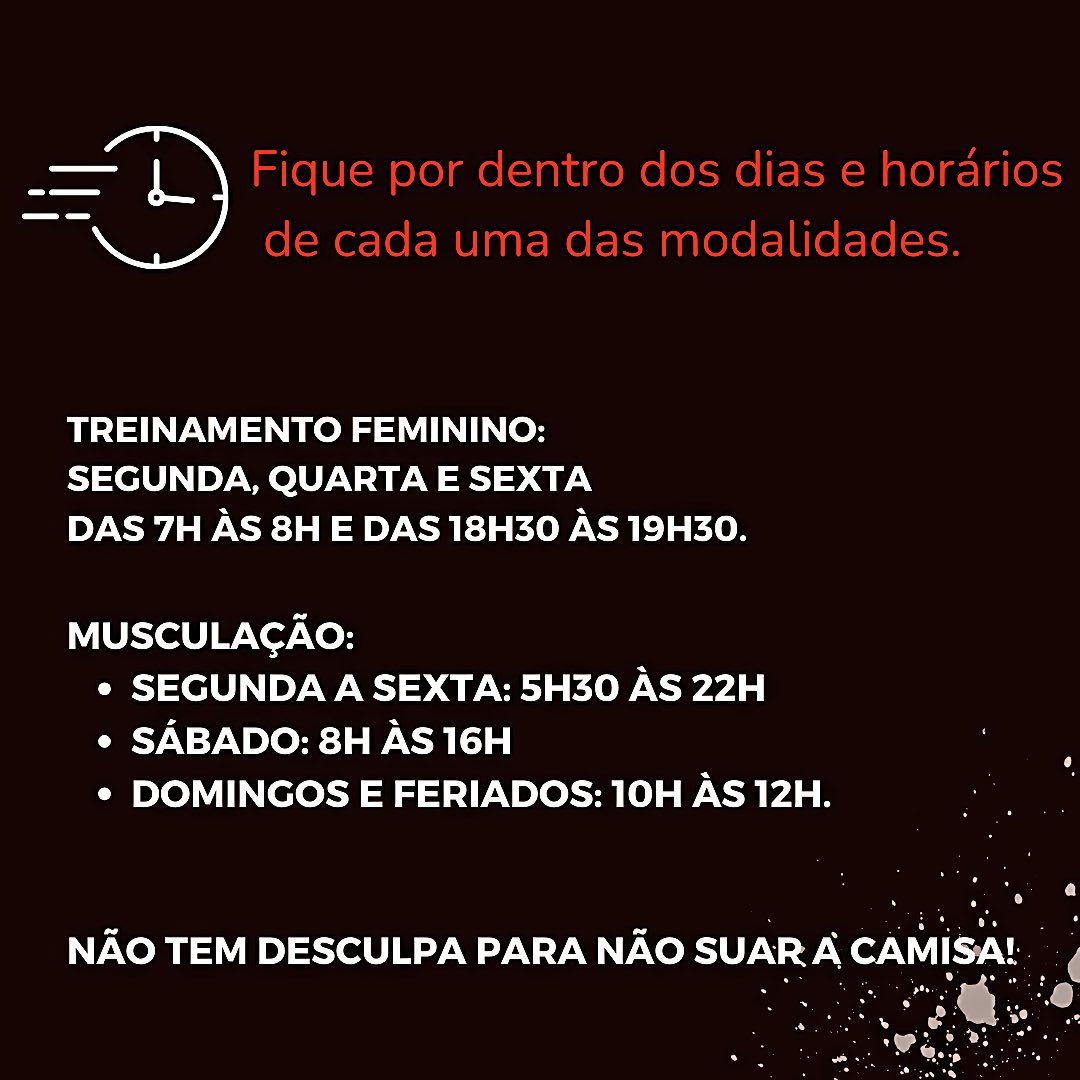 Fique por dentro dos dias e horários
de cada uma das modalidades.
TREINAMENTO FEMININO:
SEGUNDA, QUARTA E SEXTA
DAS 7H ÀS 8H E DAS 18H30 ÀS 19H30.
MUSCULAÇÃO:
• SEGUNDA A SEXTA: 5H30 ÀS 22H
• SÁBADO: 8H ÀS 16H
• DOMINGOS E FERIADOS: 10H ÀS 12H.
NÃO TEM DESCULPA PARA NÃO SUAR A CAMISA!